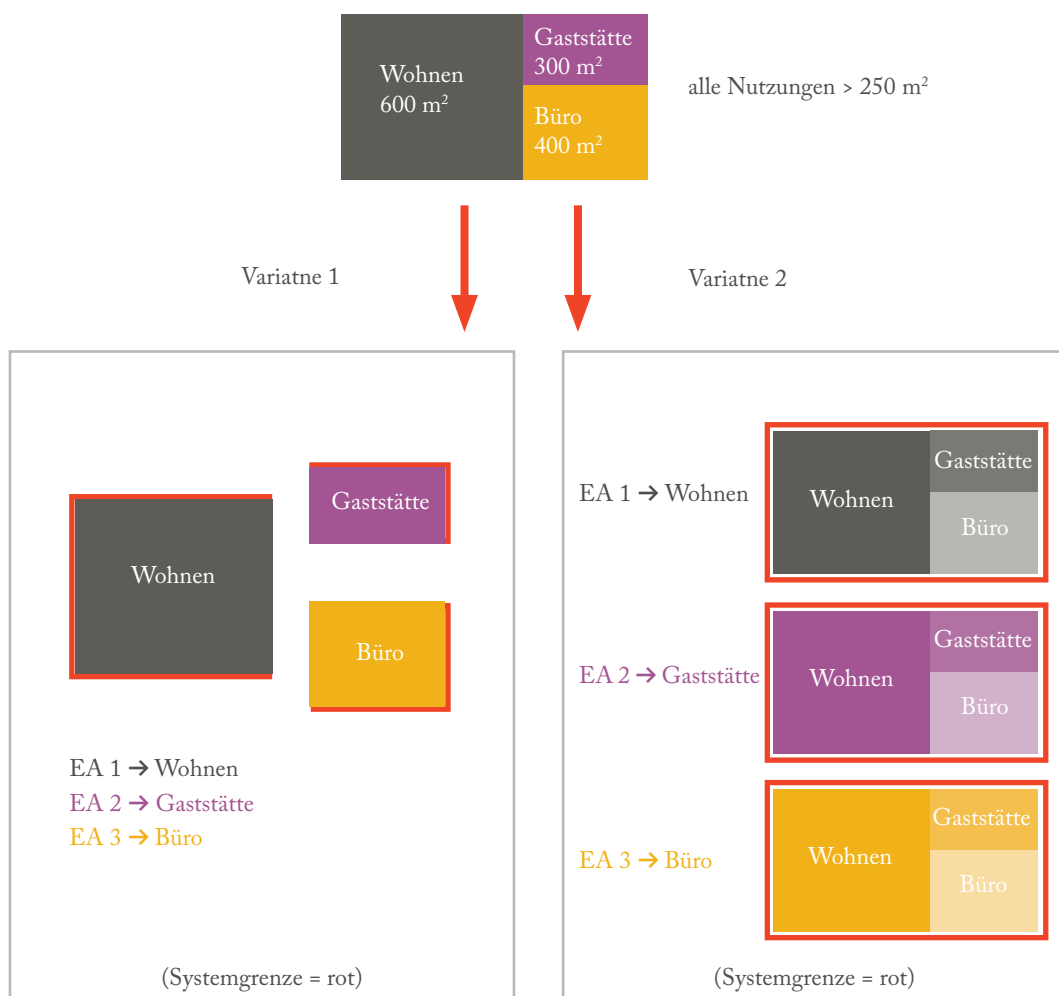 Wohnen
600 m²
Gaststätte
300 m²
Büro
400 m²
alle Nutzungen > 250 m²
Variatne 1
Variatne 2
Wohnen
Gaststätte
Büro
EA 1 → Wohnen
EA 2 → Gaststätte
EA 3 → Büro
(Systemgrenze = rot)
EA 1 → Wohnen
Wohnen
Gaststätte
Büro
EA 2 → Gaststätte
Wohnen
Gaststätte
Büro
EA 3 → Büro
Wohnen
Gaststätte
Büro
(Systemgrenze = rot)